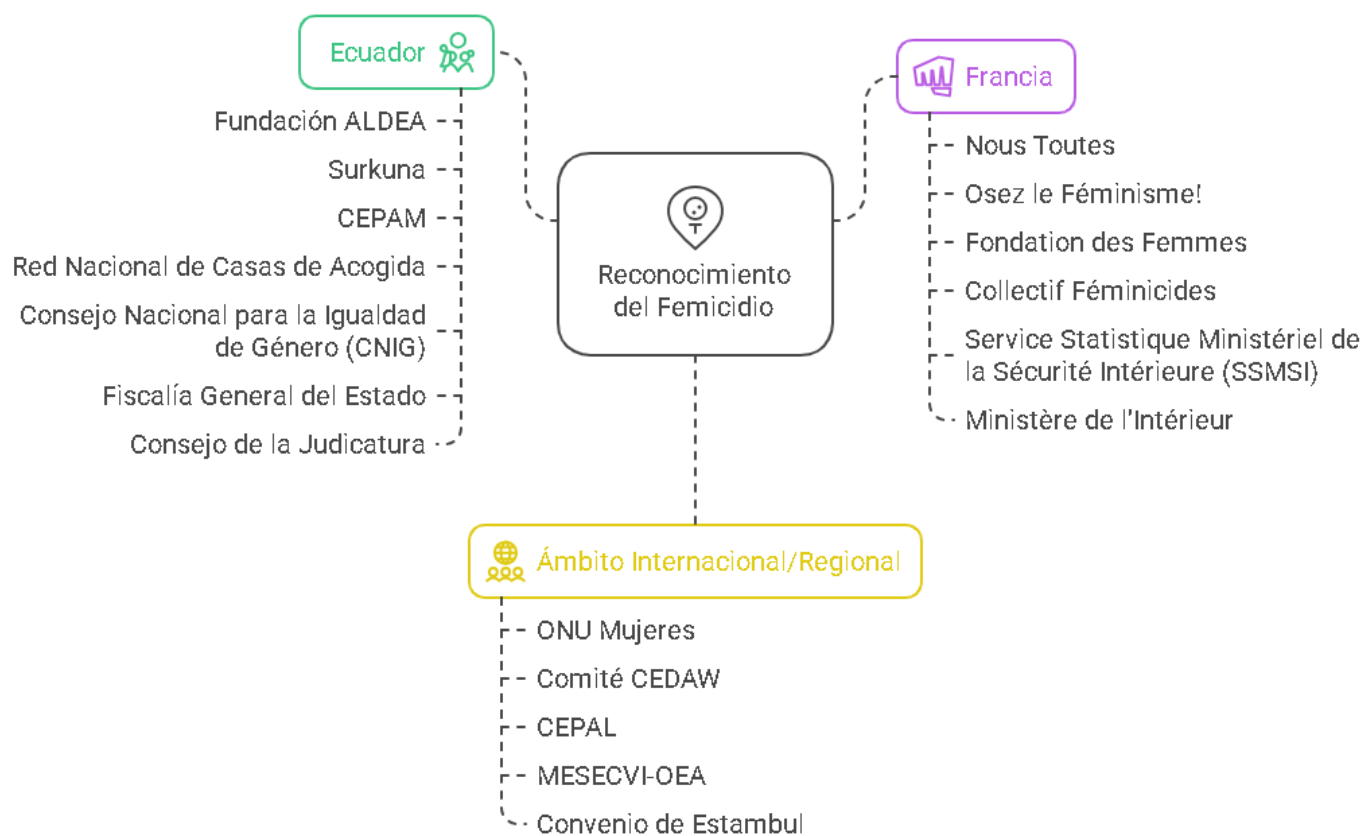 Ecuador
Fundación ALDEA
Surkuna
CEPAM
Red Nacional de Casas de Acogida
Consejo Nacional para la Igualdad
de Género (CNIG)
Fiscalía General del Estado
Consejo de la Judicatura
Reconocimiento
del Femicidio
Francia
Nous Toutes
Osez le Féminisme!
Fondation des Femmes
Collectif Féminicides
Service Statistique Ministériel de
la Sécurité Intérieure (SSMSI)
Ministère de l'Intérieur
Ámbito Internacional/Regional
ONU Mujeres
Comité CEDAW
CEPAL
MESECVI-OEA
Convenio de Estambul